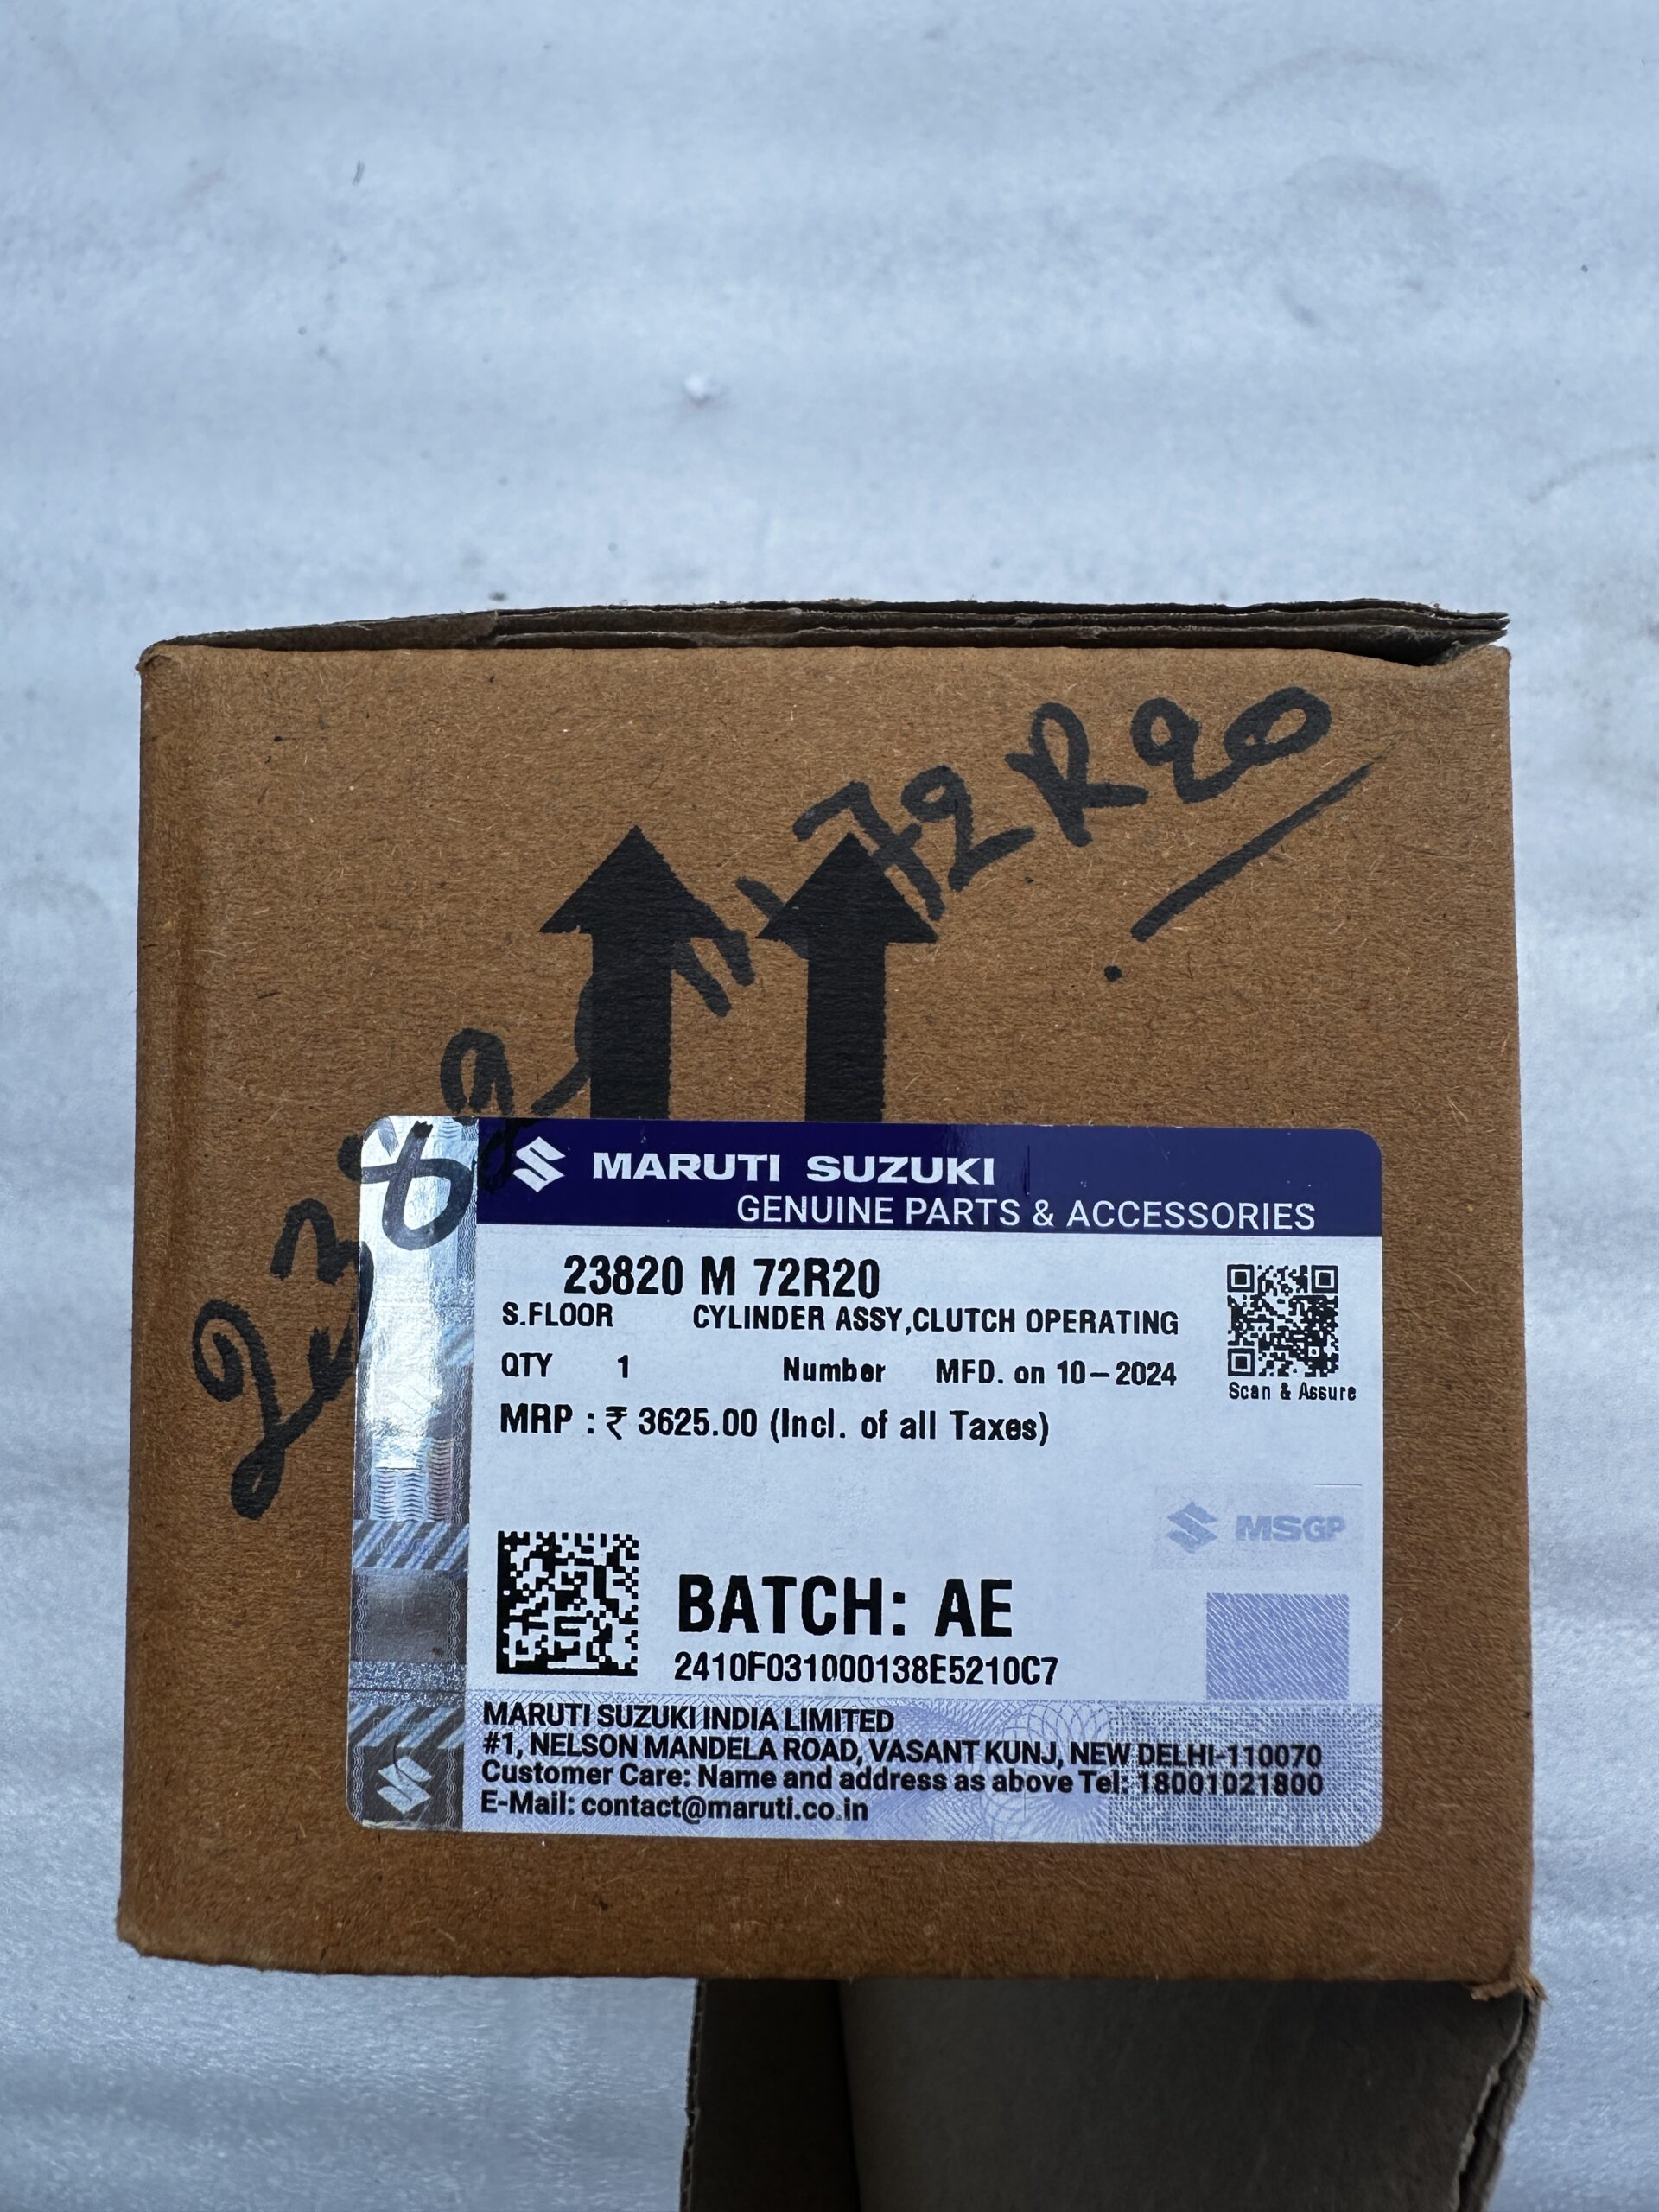 23820 M 72R20
MARUTI SUZUKI
GENUINE PARTS & ACCESSORIES
23820 M 72R20
S.FLOOR CYLINDER ASSY,CLUTCH OPERATING
QTY 1 Number MFD. on 10-2024
Scan & Assure
MRP : ₹ 3625.00 (Incl. of all Taxes)
MSGP
BATCH: AE
2410F031000138E5210C7
MARUTI SUZUKI INDIA LIMITED
#1, NELSON MANDELA ROAD, VASANT KUNJ, NEW DELHI-110070
Customer Care: Name and address as above Tel: 18001021800
E-Mail: contact@maruti.co.in